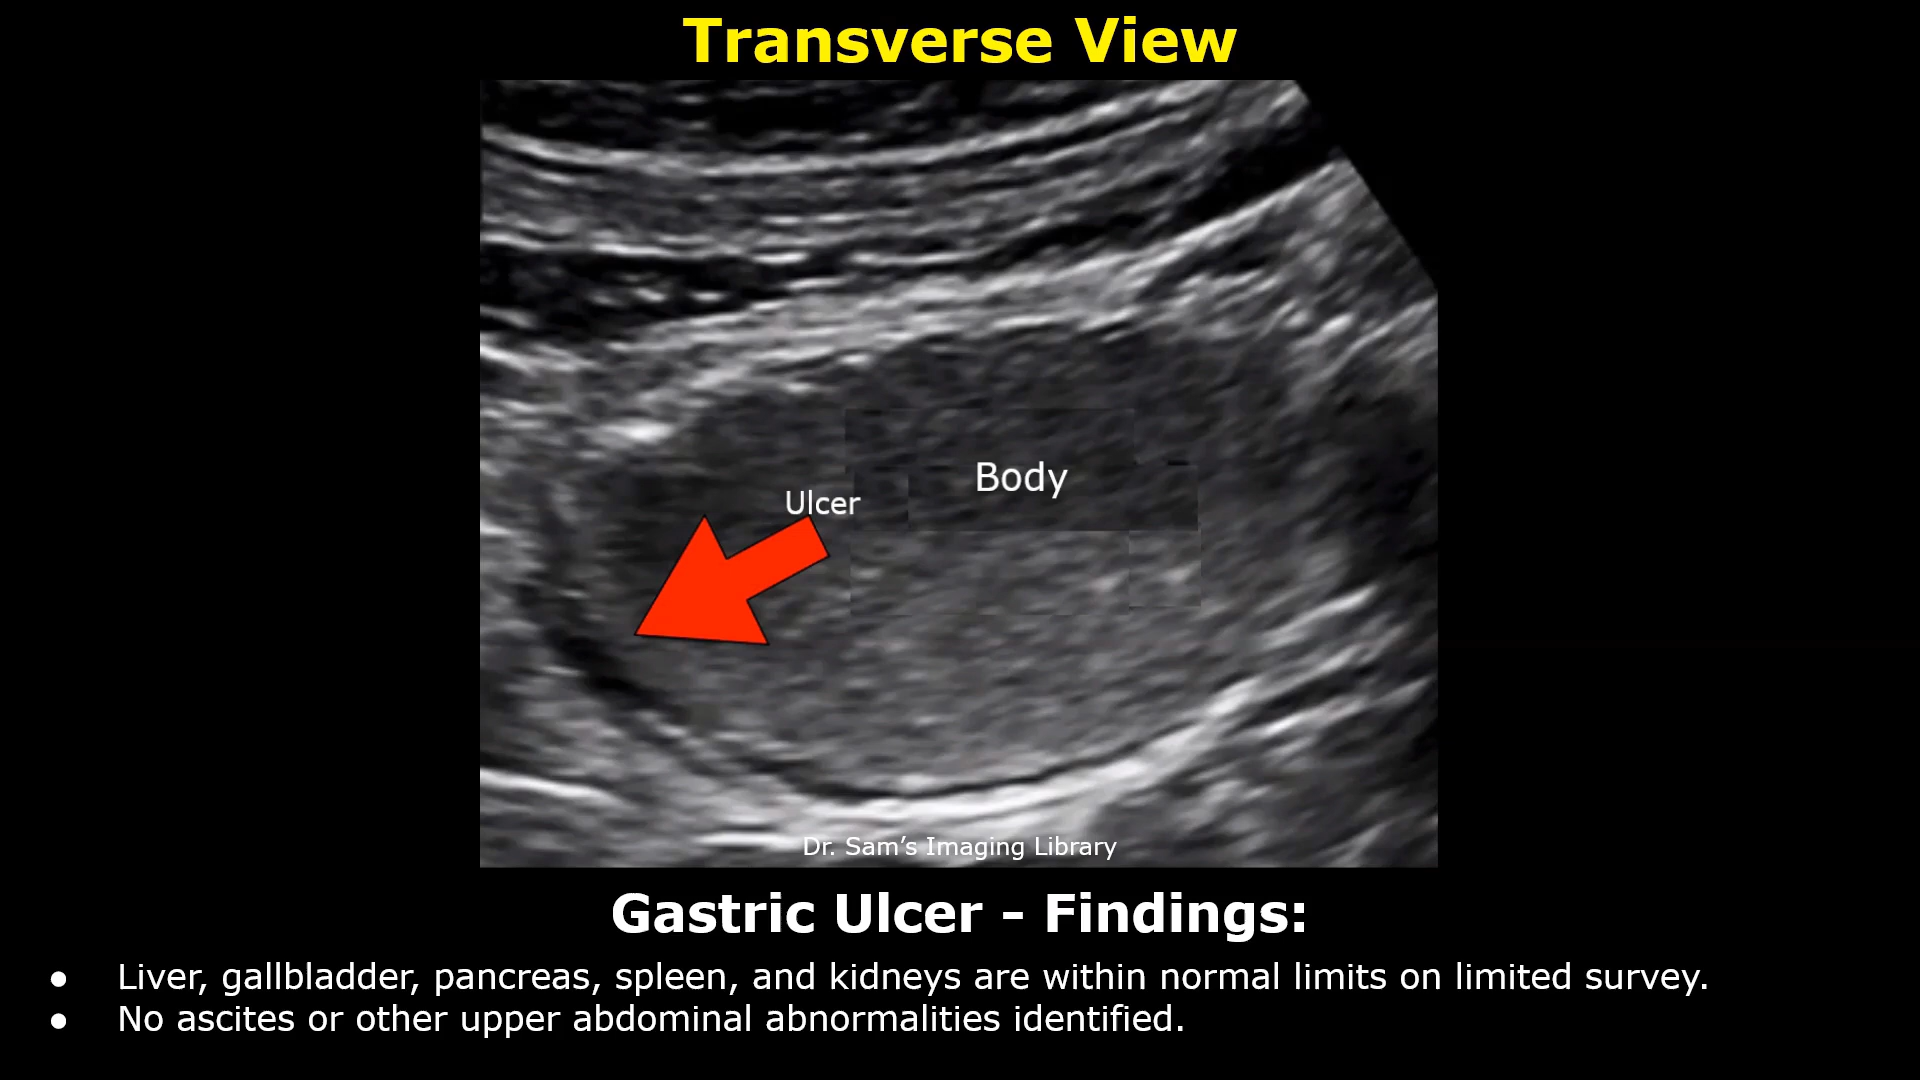 Transverse View
Body
Ulcer
Dr. Sam’s Imaging Library
Gastric Ulcer – Findings:
● Liver, gallbladder, pancreas, spleen, and kidneys are within normal limits on limited survey.
● No ascites or other upper abdominal abnormalities identified.